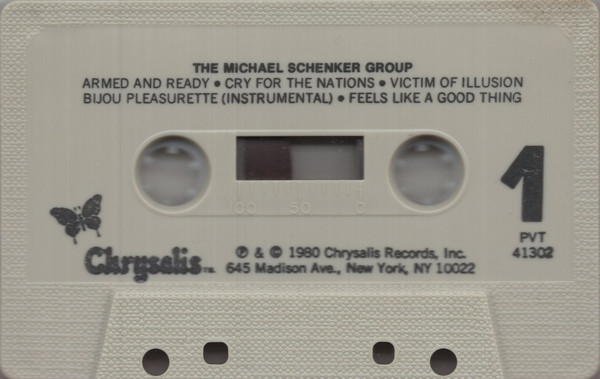 THE MICHAEL SCHENKER GROUP
ARMED AND READY • CRY FOR THE NATIONS • VICTIM OF ILLUSION
BIJOU PLEASURETTE (INSTRUMENTAL) • FEELS LIKE A GOOD THING
100 50 0
1
PVT
41302
Chrysalis TM
℗ & © 1980 Chrysalis Records, Inc.
645 Madison Ave., New York, NY 10022